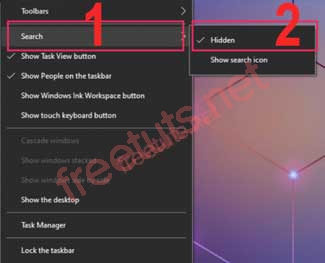 Toolbars
1
Search
2
Hidden
Show search icon
Show Task View button
Show People on the taskbar
Show Windows Ink Workspace button
Show touch keyboard button
Cascade windows
Show windows stacked
Show windows side by side
Show the desktop
Task Manager
Lock the taskbar
freetuts.net
freetuts.net